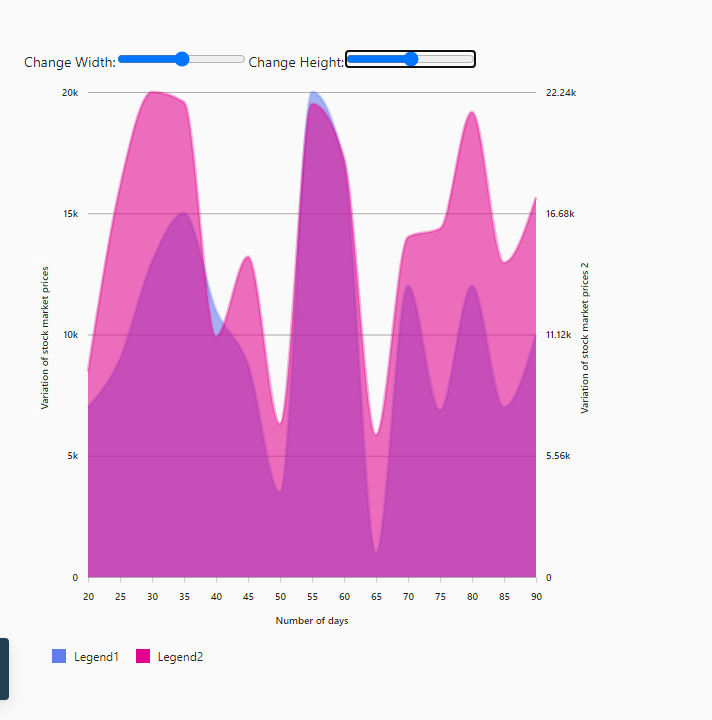 Change Width: Change Height:
20k 22.24k
15k 16.68k
Variation of stock market prices
Variation of stock market prices 2
10k 11.12k
5k 5.56k
0 0
20 25 30 35 40 45 50 55 60 65 70 75 80 85 90
Number of days
Legend1 Legend2